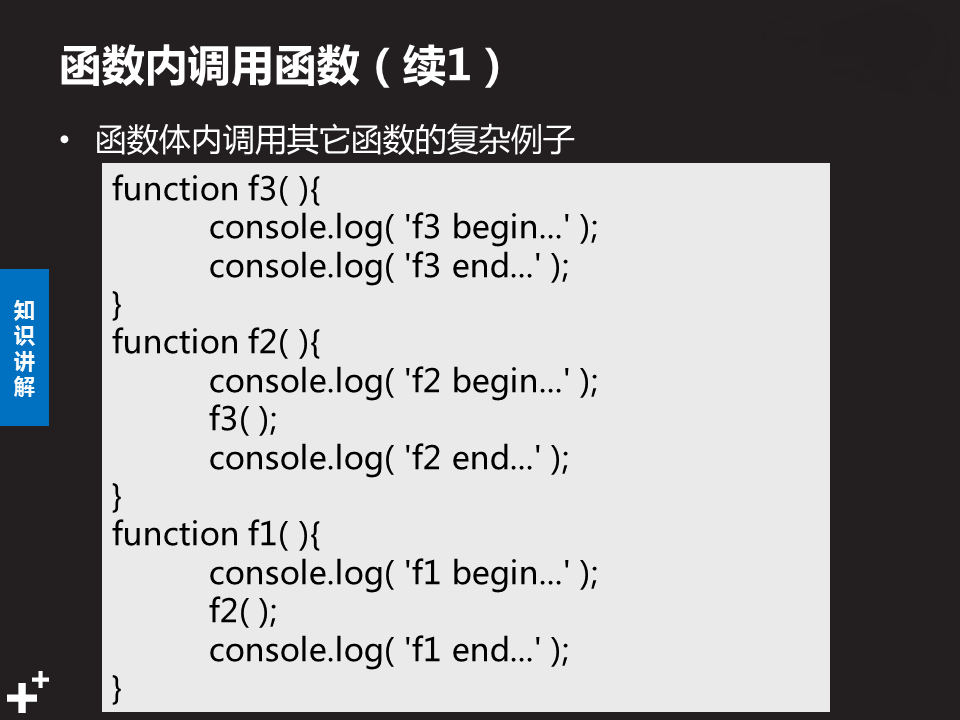 函数内调用函数（续1）
• 函数体内调用其它函数的复杂例子
function f3( ){
console.log( 'f3 begin...' );
console.log( 'f3 end...' );
}
function f2( ){
console.log( 'f2 begin...' );
f3( );
console.log( 'f2 end...' );
}
function f1( ){
console.log( 'f1 begin...' );
f2( );
console.log( 'f1 end...' );
}
知识讲解